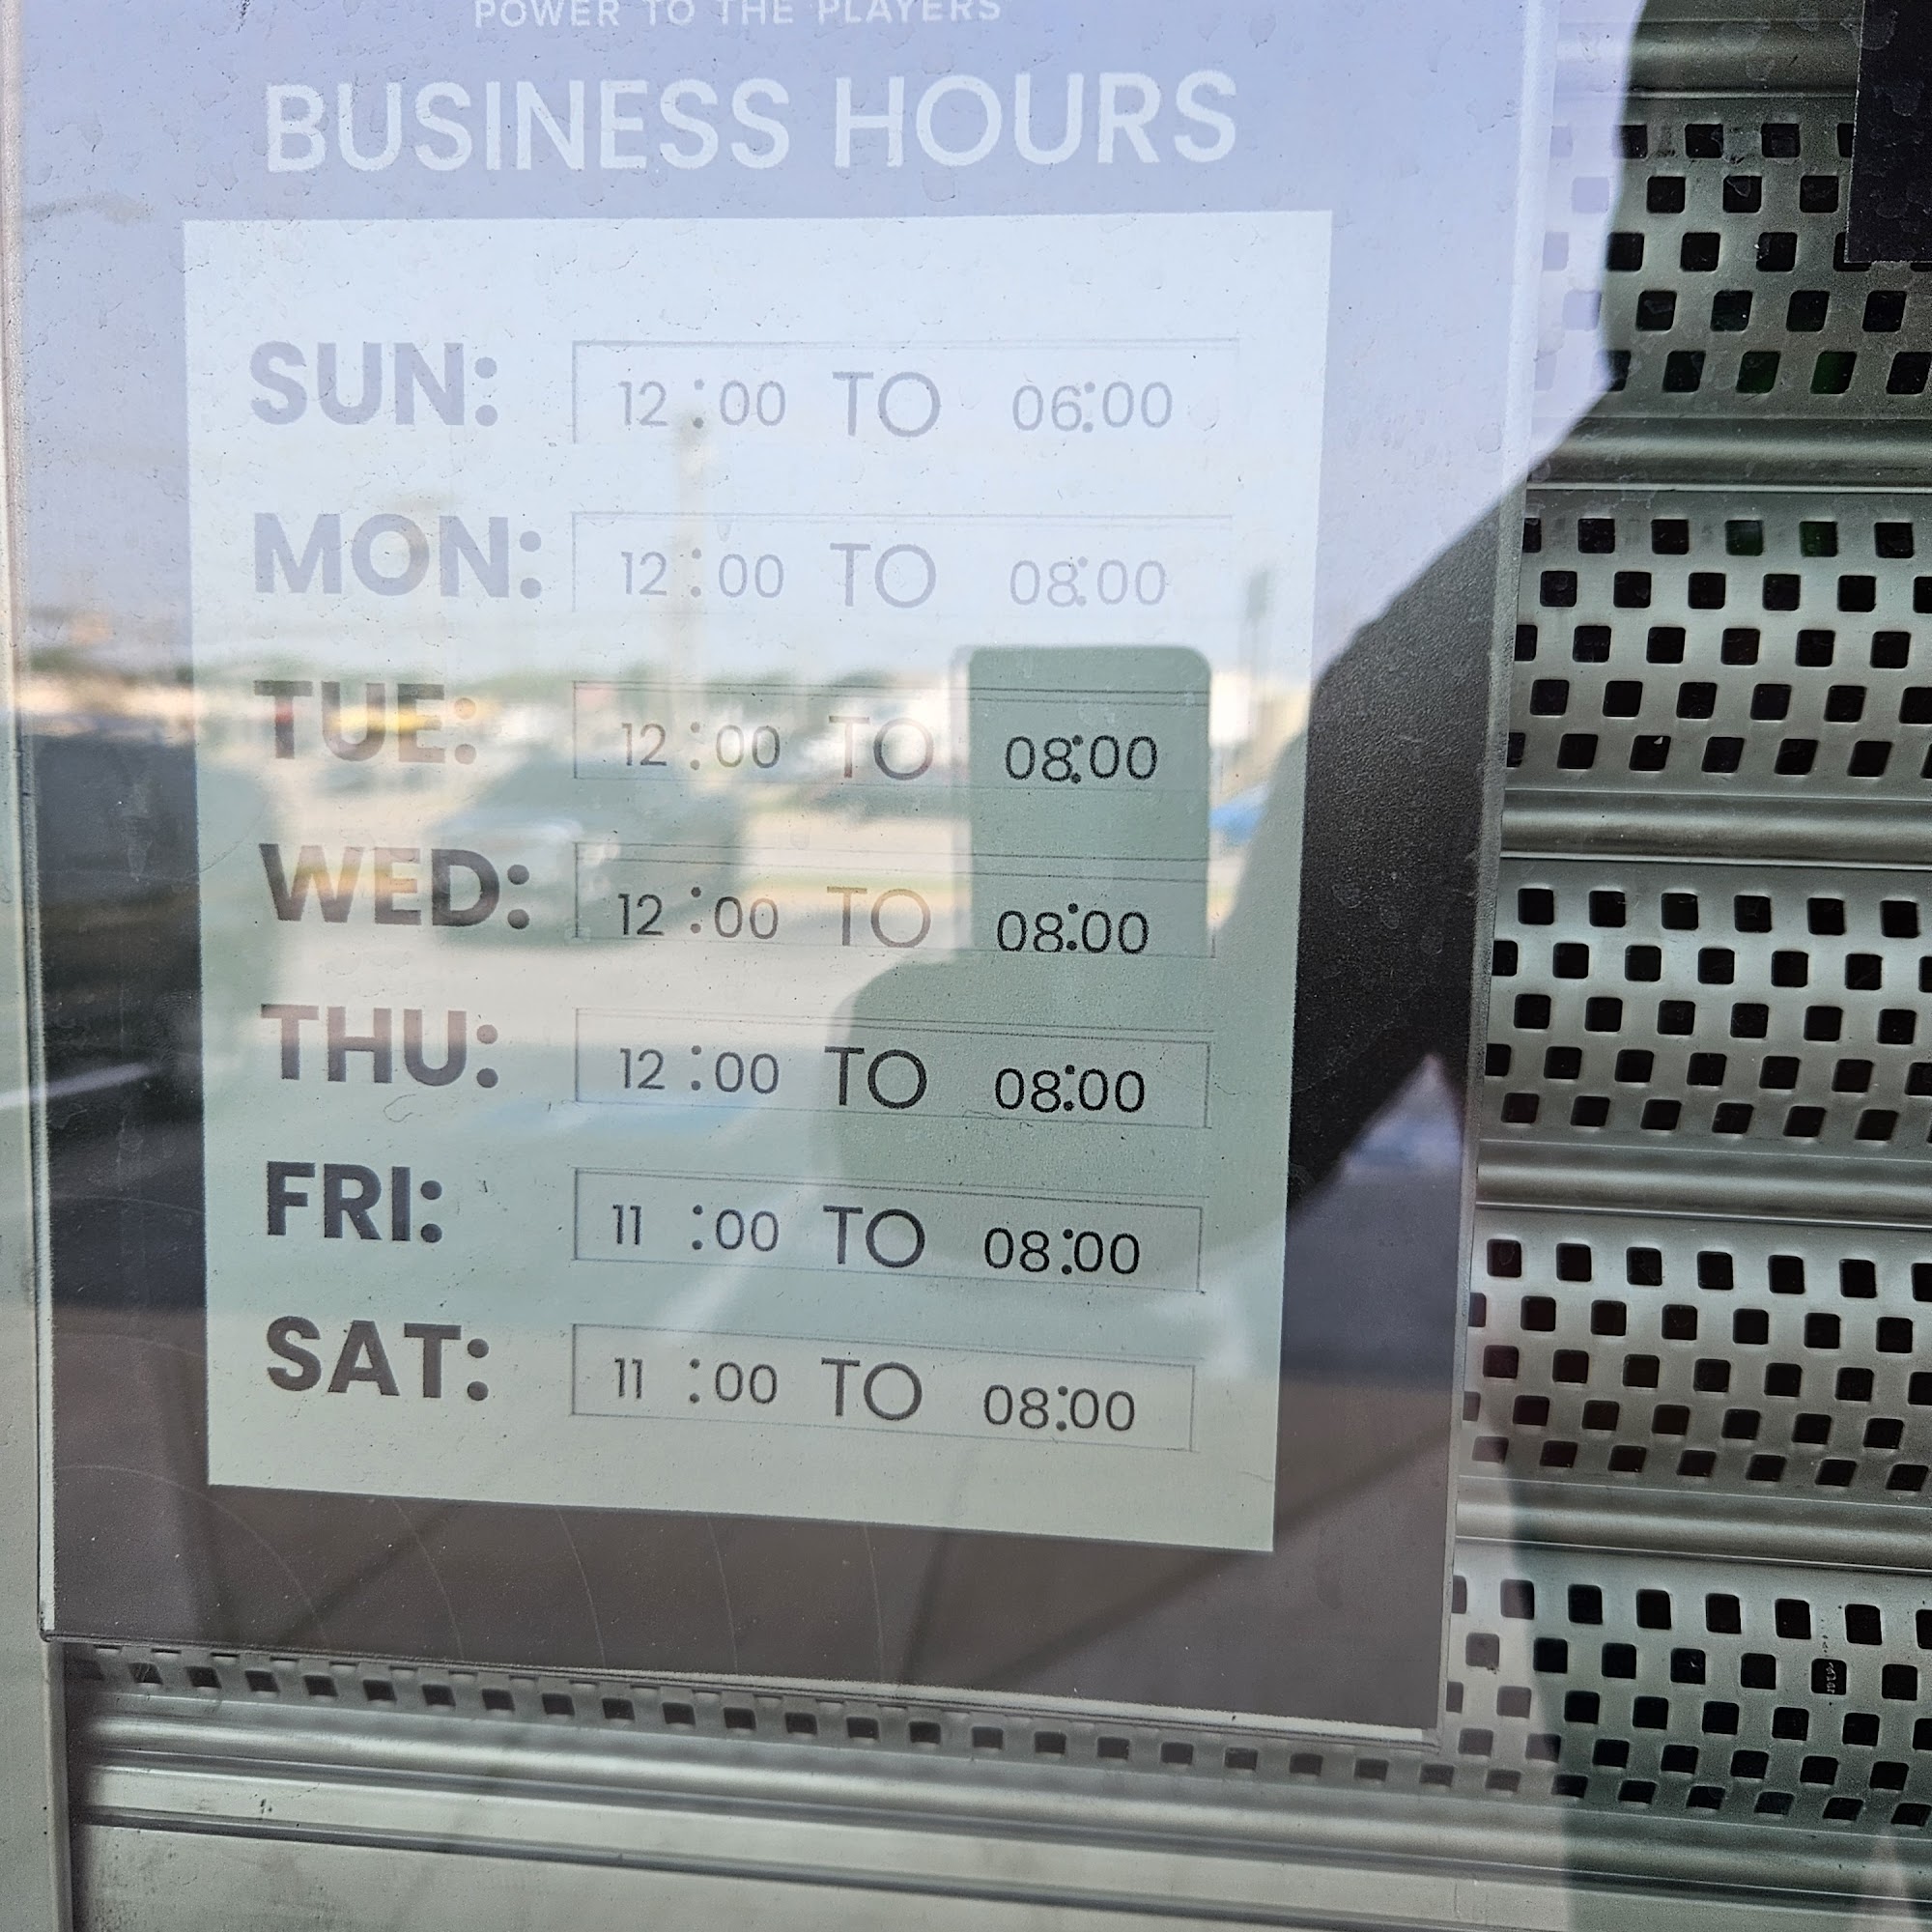 POWER TO THE PLAYERS
BUSINESS HOURS
SUN: 12:00 TO 06:00
MON: 12:00 TO 08:00
TUE: 12:00 TO 08:00
WED: 12:00 TO 08:00
THU: 12:00 TO 08:00
FRI: 11:00 TO 08:00
SAT: 11:00 TO 08:00